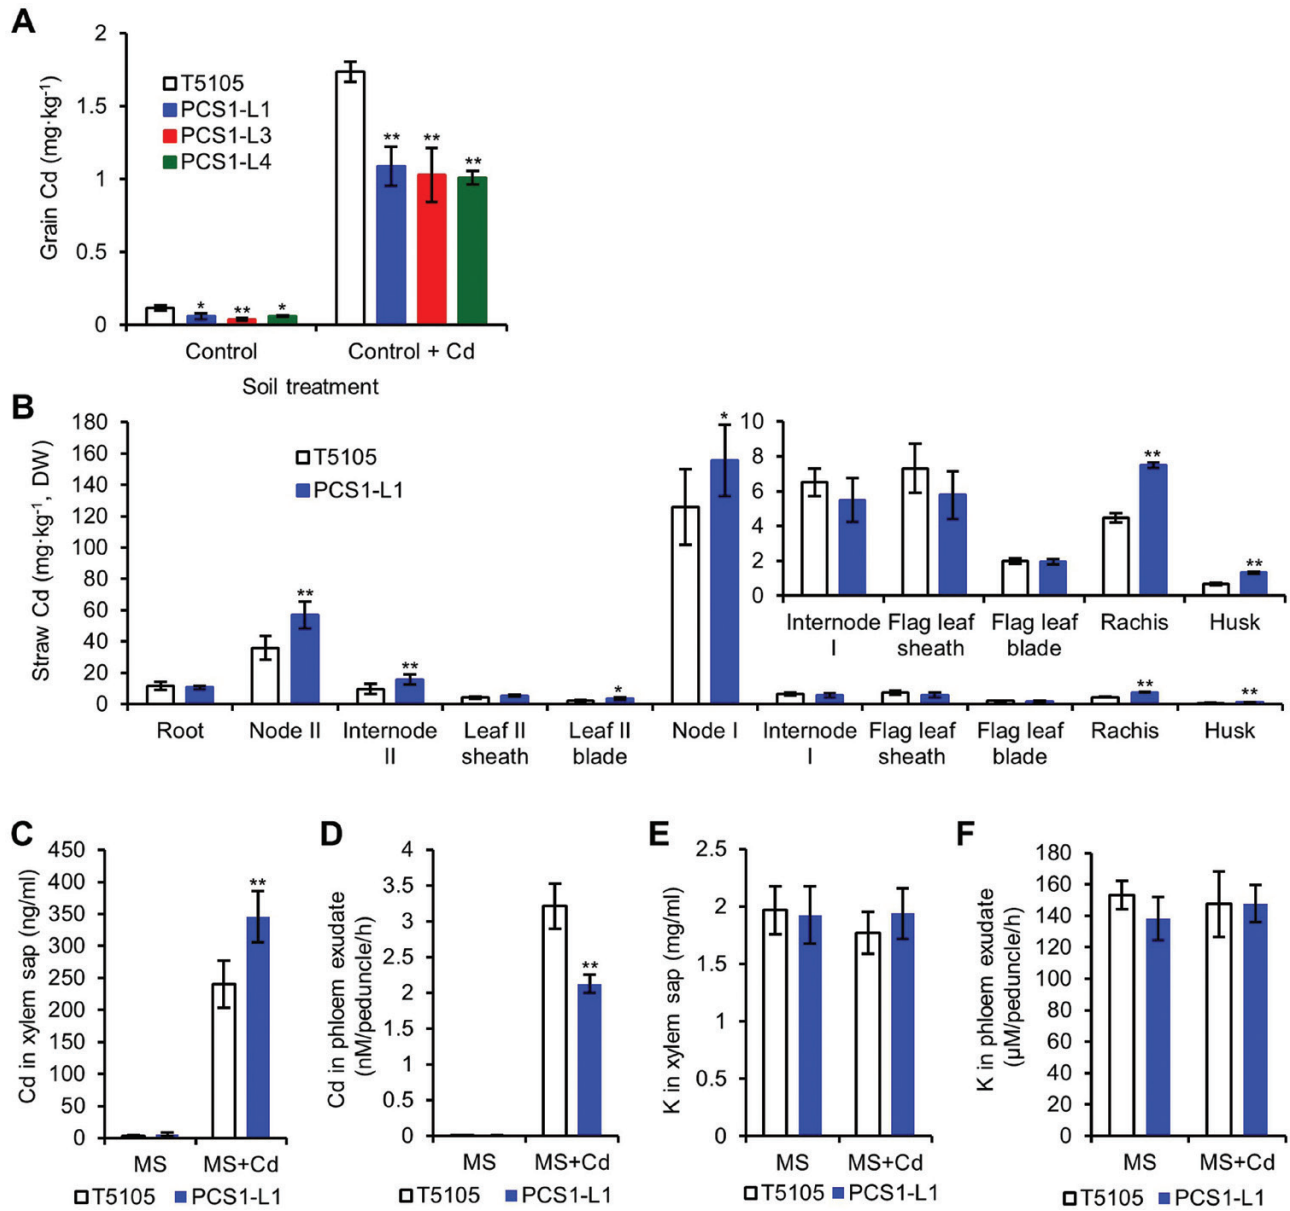 A
2
1.5
1
0.5
0
Grain Cd (mg·kg-1)
T5105
PCS1-L1
PCS1-L3
PCS1-L4
** ** **
* ** *
Control
Control + Cd
Soil treatment
B
180
160
140
120
100
80
60
40
20
0
Straw Cd (mg·kg-1, DW)
T5105
PCS1-L1
** ** * * ** **
Root
Node II
Internode II
Leaf II sheath
Leaf II blade
Node I
Internode I
Flag leaf sheath
Flag leaf blade
Rachis
Husk
10
8
6
4
2
0
** **
Internode I
Flag leaf sheath
Flag leaf blade
Rachis
Husk
C
450
400
350
300
250
200
150
100
50
0
Cd in xylem sap (ng/ml)
**
MS
MS+Cd
T5105
PCS1-L1
D
4
3.5
3
2.5
2
1.5
1
0.5
0
Cd in phloem exudate
(nM/peduncle/h)
**
MS
MS+Cd
T5105
PCS1-L1
E
2.5
2
1.5
1
0.5
0
K in xylem sap (mg/ml)
MS
MS+Cd
T5105
PCS1-L1
F
180
160
140
120
100
80
60
40
20
0
K in phloem exudate
(µM/peduncle/h)
MS
MS+Cd
T5105
PCS1-L1